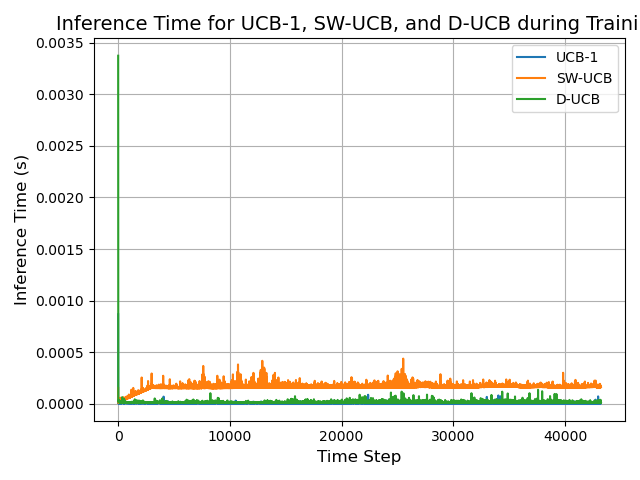 Inference Time for UCB-1, SW-UCB, and D-UCB during Traini
0.0035
0.0030
0.0025
0.0020
0.0015
0.0010
0.0005
0.0000
Inference Time (s)
UCB-1
SW-UCB
D-UCB
0 10000 20000 30000 40000
Time Step